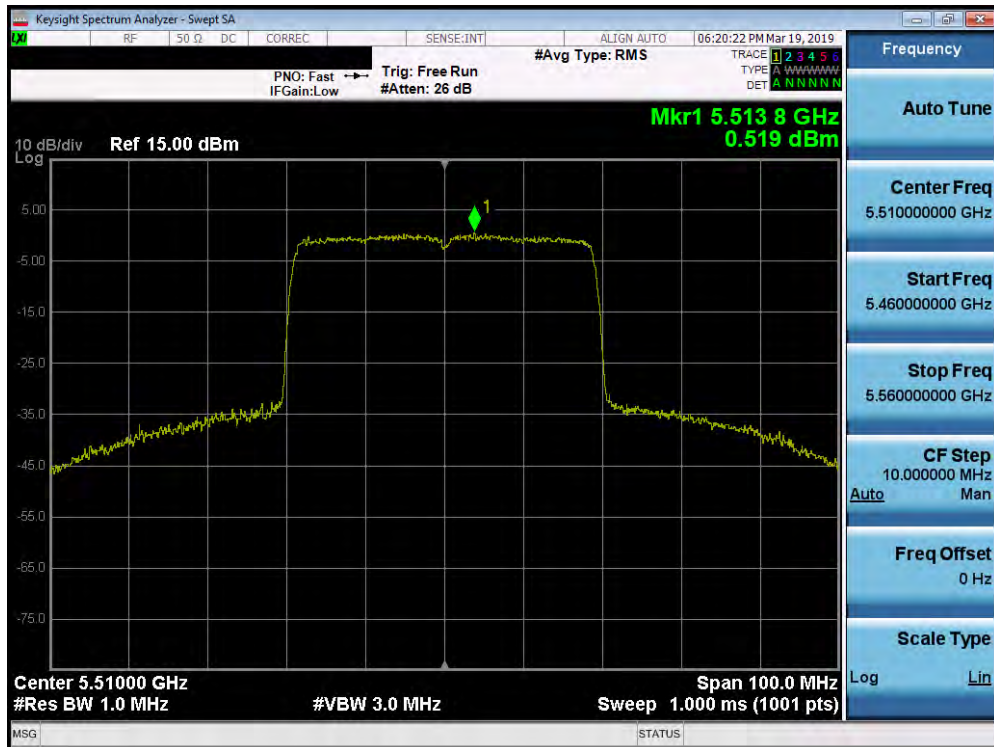 Keysight Spectrum Analyzer - Swept SA
LXI RF 50 Ω DC CORREC SENSE:INT ALIGN AUTO 06:20:22 PM Mar 19, 2019
#Avg Type: RMS TRACE 1 2 3 4 5 6
PNO: Fast Trig: Free Run TYPE A WWWWW
IFGain:Low #Atten: 26 dB DET A N N N N N
Mkr1 5.513 8 GHz
0.519 dBm
10 dB/div Ref 15.00 dBm
Log
1
5.00
-5.00
-15.0
-25.0
-35.0
-45.0
-55.0
-65.0
-75.0
Center 5.51000 GHz Span 100.0 MHz
#Res BW 1.0 MHz #VBW 3.0 MHz Sweep 1.000 ms (1001 pts)
MSG STATUS
Frequency
Auto Tune
Center Freq
5.510000000 GHz
Start Freq
5.460000000 GHz
Stop Freq
5.560000000 GHz
CF Step
10.000000 MHz
Auto Man
Freq Offset
0 Hz
Scale Type
Log Lin